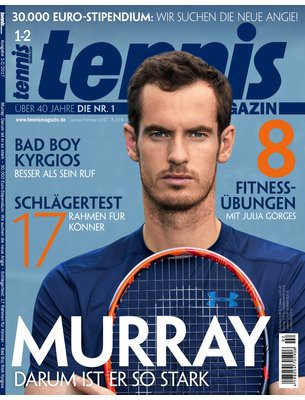 30.000 EURO-STIPENDIUM: WIR SUCHEN DIE NEUE ANGIE!
1-2
tennis
tennis
MAGAZIN
ÜBER 40 JAHRE DIE NR. 1
www.tennismagazin.de
BAD BOY
KYRGIOS
BESSER ALS SEIN RUF
8
FITNESS-
ÜBUNGEN
MIT JULIA GÖRGES
SCHLÄGERTEST
17 RAHMEN FÜR
KÖNNER
MURRAY
DARUM IST ER SO STARK